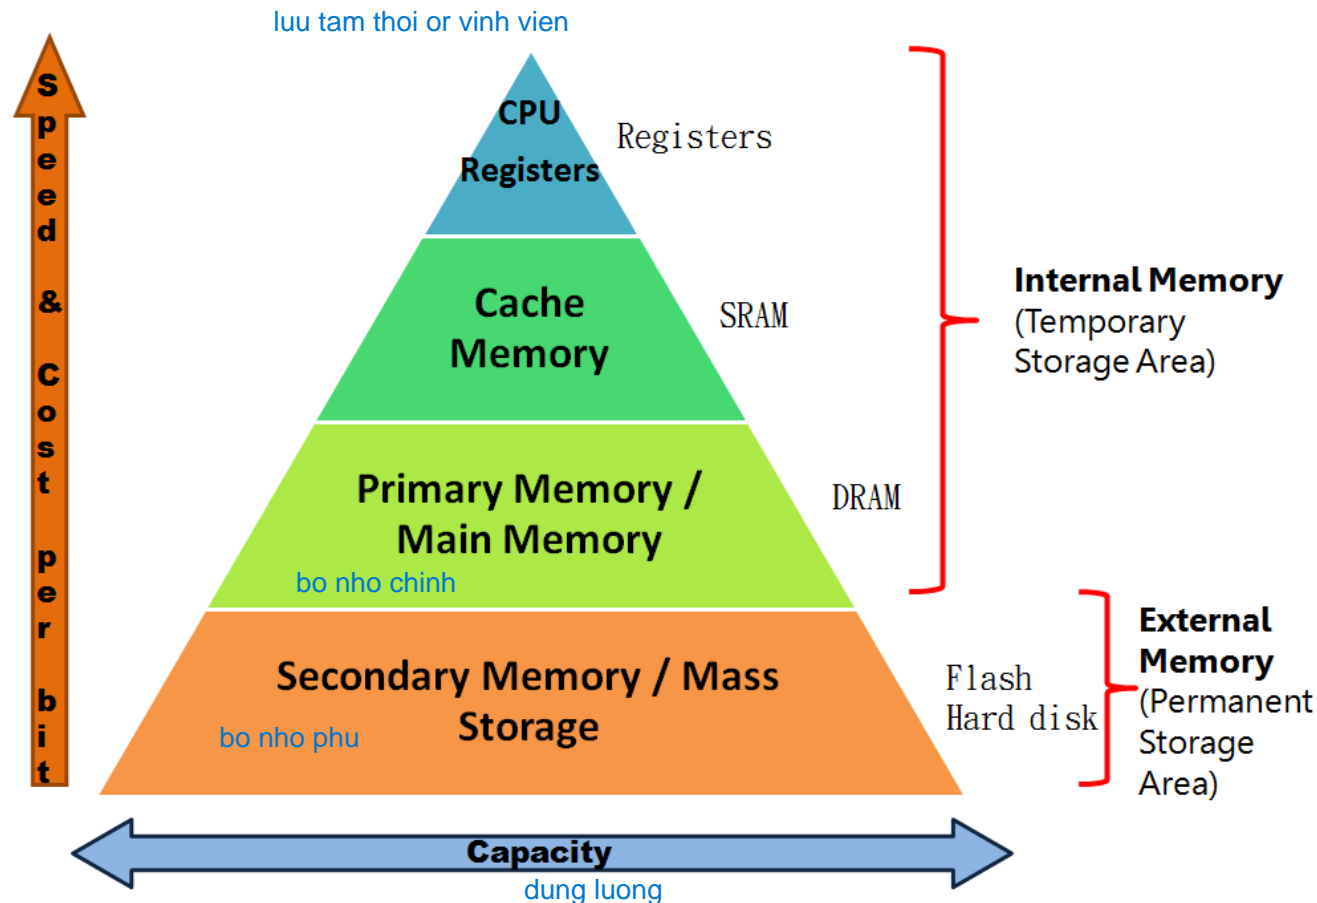 luu tam thoi or vinh vien
Speed & Cost per bit
CPU
Registers
Registers
Cache
Memory
SRAM
Internal Memory
(Temporary
Storage Area)
Primary Memory /
Main Memory
bo nho chinh
DRAM
Secondary Memory / Mass
Storage
bo nho phu
Flash
Hard disk
External
Memory
(Permanent
Storage
Area)
Capacity
dung luong